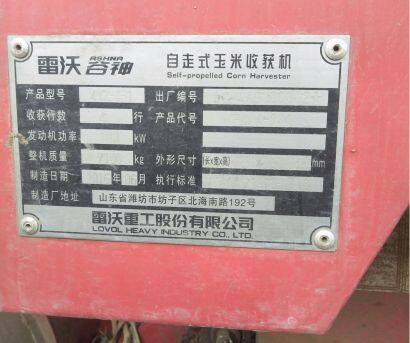 雷沃 谷神 自走式玉米收获机
ASHNA Self-propelled Corn Harvester
产品型号 出厂编号
收获行数 行 产品代号
发动机功率 kW
整机质量 kg 外形尺寸 (长x宽x高) mm
制造日期 年 月 执行标准
制造厂地址 山东省潍坊市坊子区北海南路192号
雷沃重工股份有限公司
LOVOL HEAVY INDUSTRY CO., LTD.